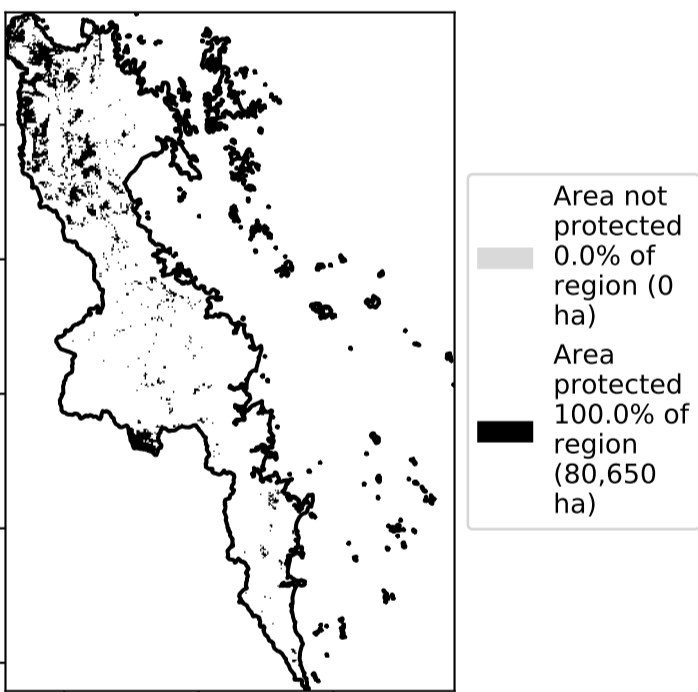 Area not
protected
0.0% of
region (0
ha)
Area
protected
100.0% of
region
(80,650
ha)